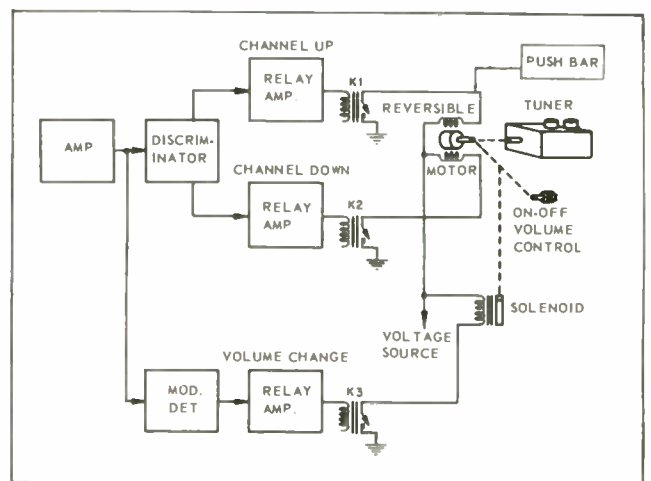 CHANNEL UP
RELAY
AMP.
K1
PUSH BAR
REVERSIBLE
TUNER
AMP
DISCRIM-
INATOR
MOTOR
CHANNEL DOWN
RELAY
AMP
K2
ON-OFF
VOLUME
CONTROL
SOLENOID
VOLTAGE
SOURCE
VOLUME CHANGE
MOD.
DET
RELAY
AMP.
K3